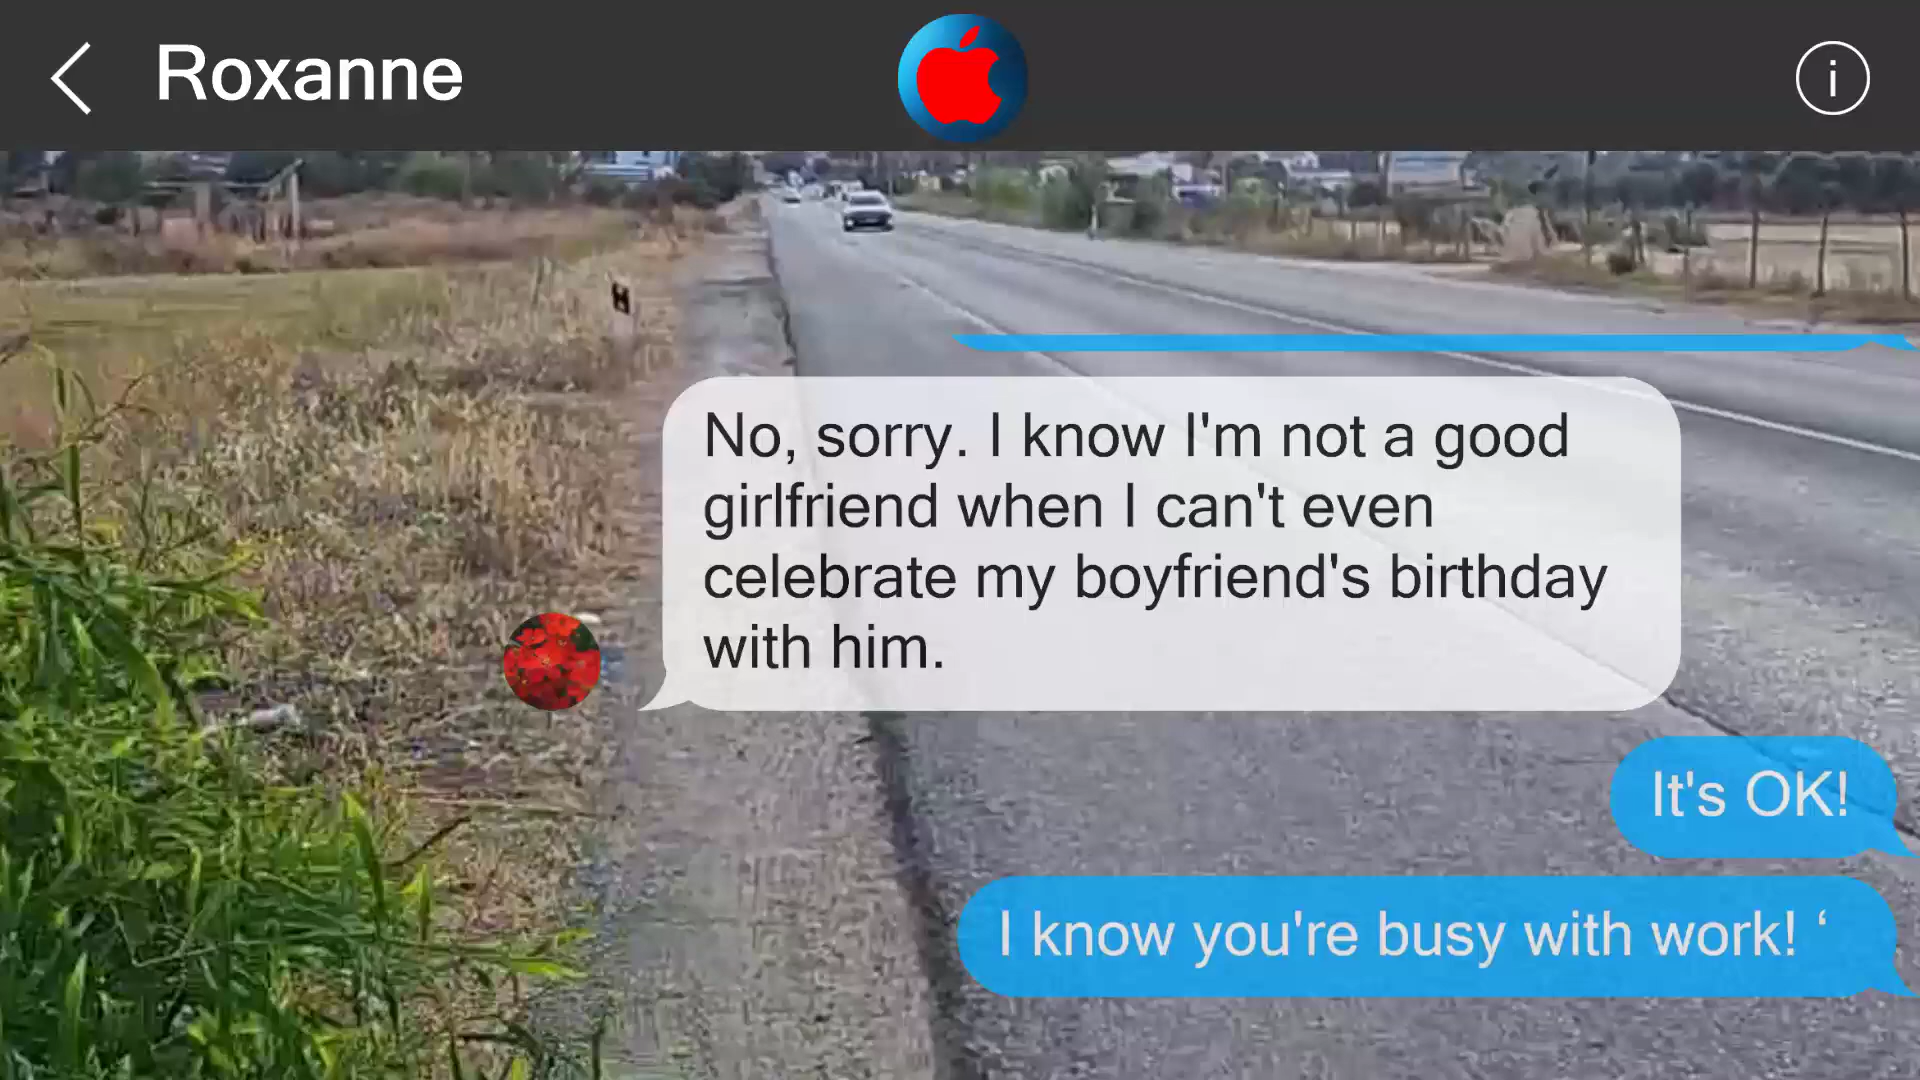 Roxanne
i
No, sorry. I know I'm not a good
girlfriend when I can't even
celebrate my boyfriend's birthday
with him.
It's OK!
I know you're busy with work! ‘